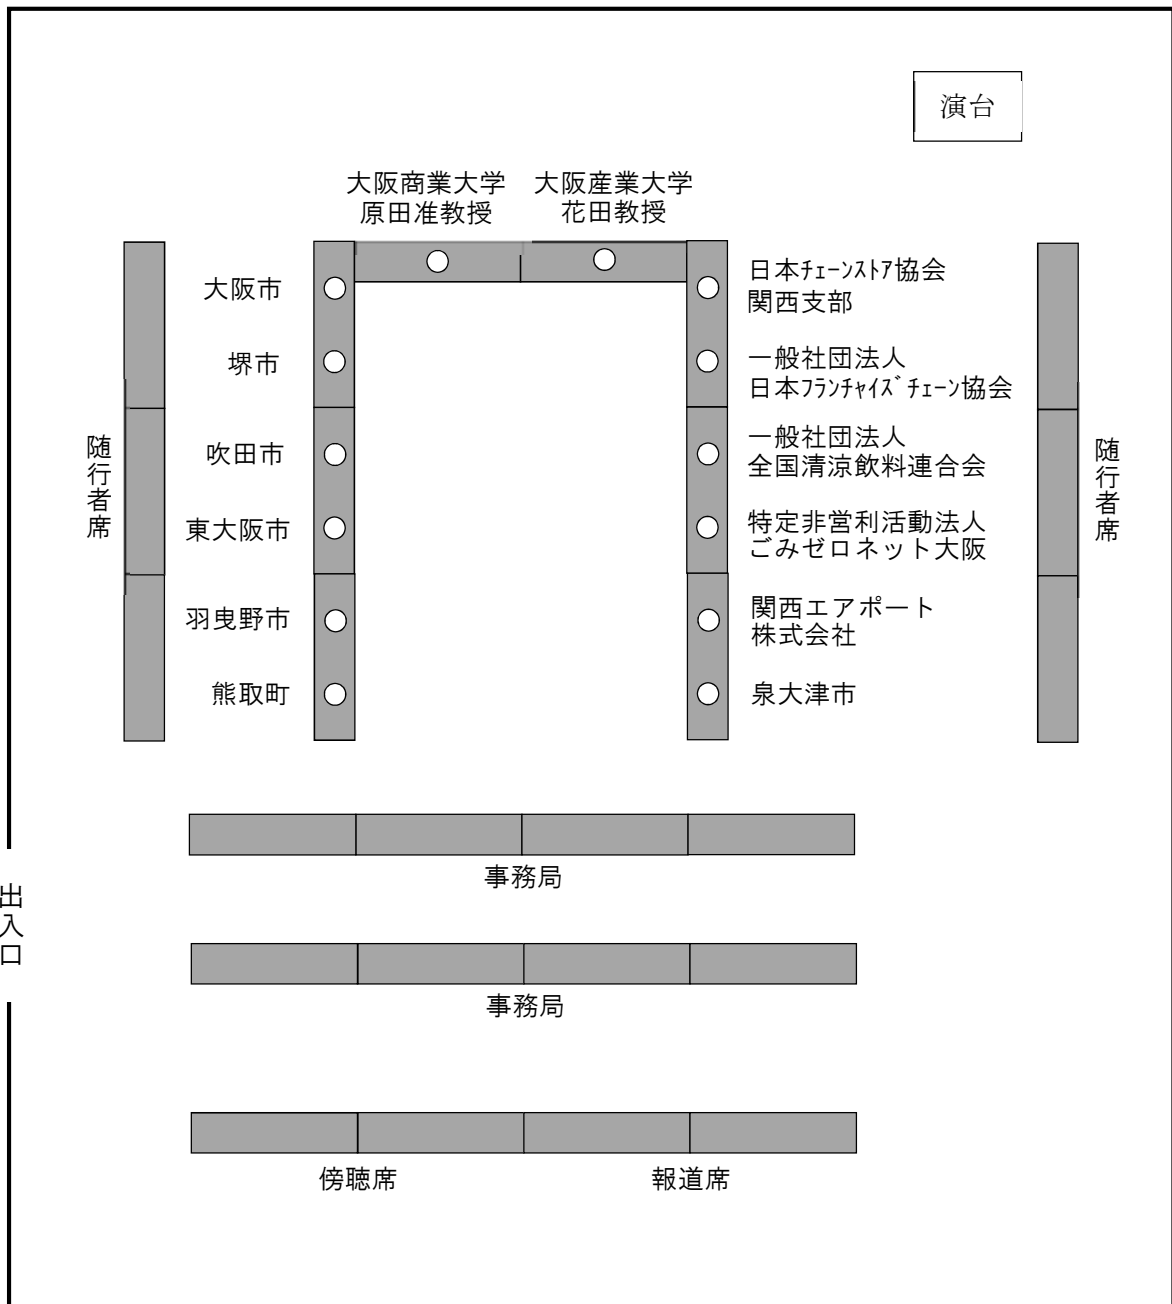 演台
大阪商業大学
原田准教授
大阪産業大学
花田教授
大阪市
堺市
吹田市
東大阪市
羽曳野市
熊取町
日本ﾁｪｰﾝｽﾄｱ協会
関西支部
一般社団法人
日本ﾌﾗﾝﾁｬｲｽﾞﾁｪｰﾝ協会
一般社団法人
全国清涼飲料連合会
特定非営利活動法人
ごみゼロネット大阪
関西エアポート
株式会社
泉大津市
随行者席
随行者席
事務局
出入口
事務局
傍聴席
報道席